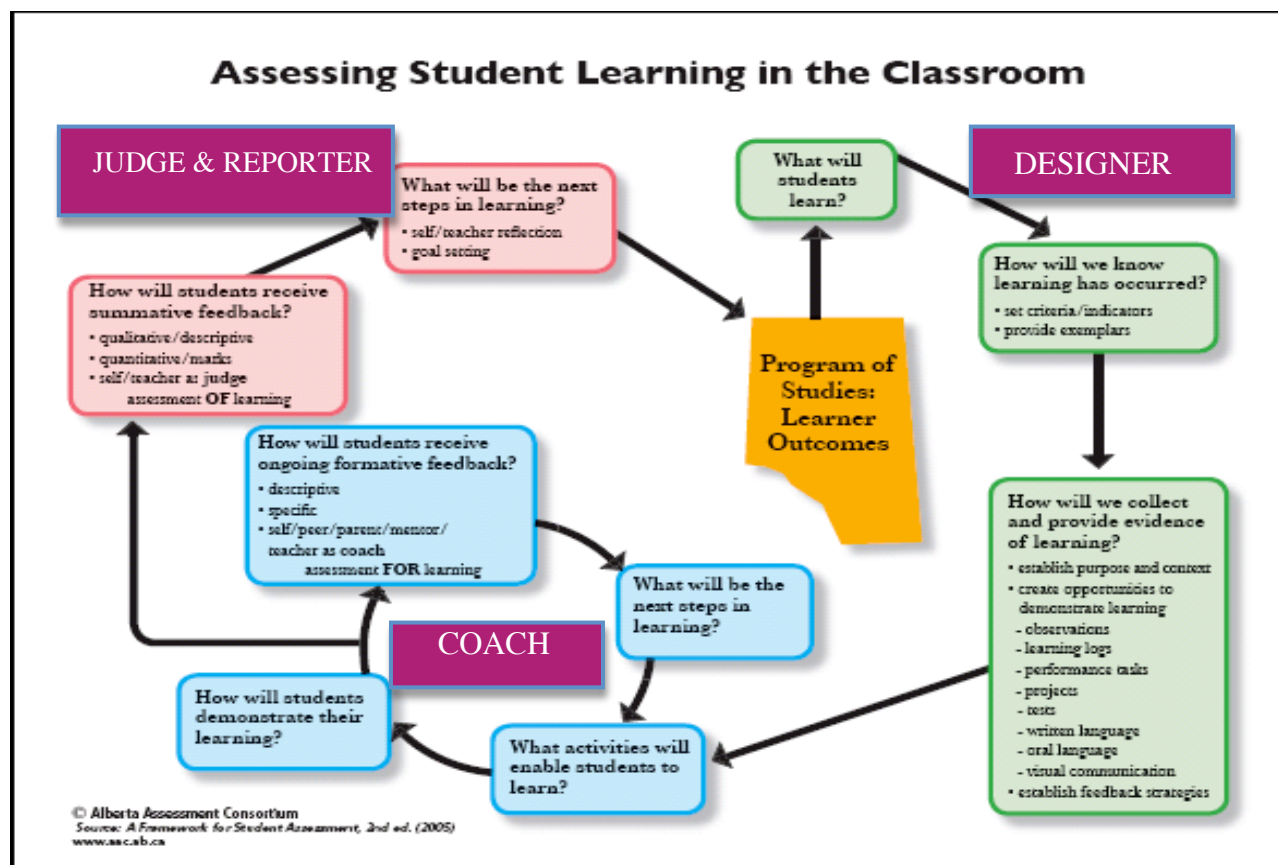 Assessing Student Learning in the Classroom
JUDGE & REPORTER
What will be the next
steps in learning?
• self/teacher reflection
• goal setting
What will
students
learn?
DESIGNER
How will we know
learning has occurred?
• set criteria/indicators
• provide exemplars
How will students receive
summative feedback?
• qualitative/descriptive
• quantitative/marks
• self/teacher as judge
assessment OF learning
Program of
Studies:
Learner
Outcomes
How will students receive
ongoing formative feedback?
• descriptive
• specific
• self/peer/parent/mentor/
teacher as coach
assessment FOR learning
How will we collect
and provide evidence
of learning?
• establish purpose and context
• create opportunities to
demonstrate learning
- observations
- learning logs
- performance tasks
- projects
- tests
- written language
- oral language
- visual communication
• establish feedback strategies
What will be the
next steps in
learning?
COACH
How will students
demonstrate their
learning?
What activities will
enable students to
learn?
© Alberta Assessment Consortium
Source: A Framework for Student Assessment, 2nd ed. (2005)
www.aac.ab.ca